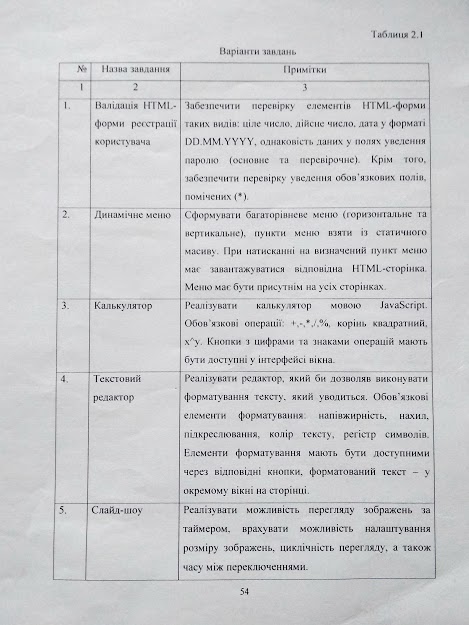 Таблиця 2.1
Варіанти завдань
№ Назва завдання Примітки
1 2 3
1. Валідація HTML- Забезпечити перевірку елементів HTML-форми
форми реєстрації таких видів: ціле число, дійсне число, дата у форматі
користувача DD.MM.YYYY, однаковість даних у полях уведення
паролю (основне та перевірочне). Крім того,
забезпечити перевірку уведення обов’язкових полів,
помічених (*).
2. Динамічне меню Сформувати багаторівневе меню (горизонтальне та
вертикальне), пункти меню взяти із статичного
масиву. При натисканні на визначений пункт меню
має завантажуватися відповідна HTML-сторінка.
Меню має бути присутнім на усіх сторінках.
3. Калькулятор Реалізувати калькулятор мовою JavaScript.
Обов’язкові операції: +,-,*,/,%, корінь квадратний,
x^y. Кнопки з цифрами та знаками операцій мають
бути доступні у інтерфейсі вікна.
4. Текстовий Реалізувати редактор, який би дозволяв виконувати
редактор форматування тексту, який уводиться. Обов’язкові
елементи форматування: напівжирність, нахил,
підкреслювання, колір тексту, регістр символів.
Елементи форматування мають бути доступними
через відповідні кнопки, форматований текст – у
окремому вікні на сторінці.
5. Слайд-шоу Реалізувати можливість перегляду зображень за
таймером, врахувати можливість налаштування
розміру зображень, циклічність перегляду, а також
часу між переключеннями.
54